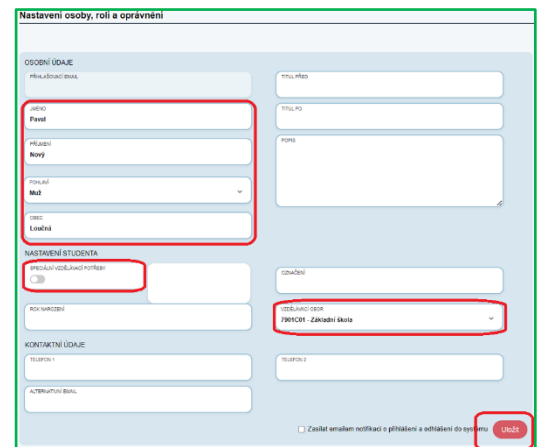 Nastavení osoby, rolí a oprávnění
OSOBNÍ ÚDAJE
PŘIHLAŠOVACÍ EMAIL
TITUL PŘED
JMÉNO
Pavel
TITUL PO
PŘÍJMENÍ
Nový
POPIS
POHLAVÍ
Muž
OBEC
Loučná
NASTAVENÍ STUDENTA
SPECIÁLNÍ VZDĚLÁVACÍ POTŘEBY
OZNAČENÍ
ROK NAROZENÍ
VZDĚLÁVACÍ OBOR
7901C01 - Základní škola
KONTAKTNÍ ÚDAJE
TELEFON 1
TELEFON 2
ALTERNATIVNÍ EMAIL
Zasílat emailem notifikaci o přihlášení a odhlášení do systému
Uložit